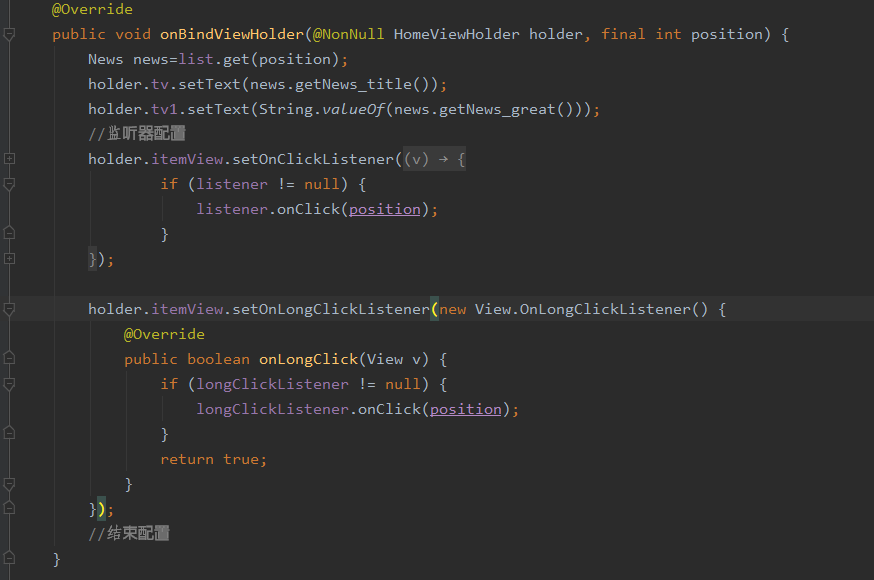 @Override
public void onBindViewHolder(@NonNull HomeViewHolder holder, final int position) {
News news=list.get(position);
holder.tv.setText(news.getNews_title());
holder.tv1.setText(String.valueOf(news.getNews_great()));
//监听器配置
holder.itemView.setOnClickListener((v) → {
if (listener != null) {
listener.onClick(position);
}
});
holder.itemView.setOnLongClickListener(new View.OnLongClickListener() {
@Override
public boolean onLongClick(View v) {
if (longClickListener != null) {
longClickListener.onClick(position);
}
return true;
}
});
//结束配置
}